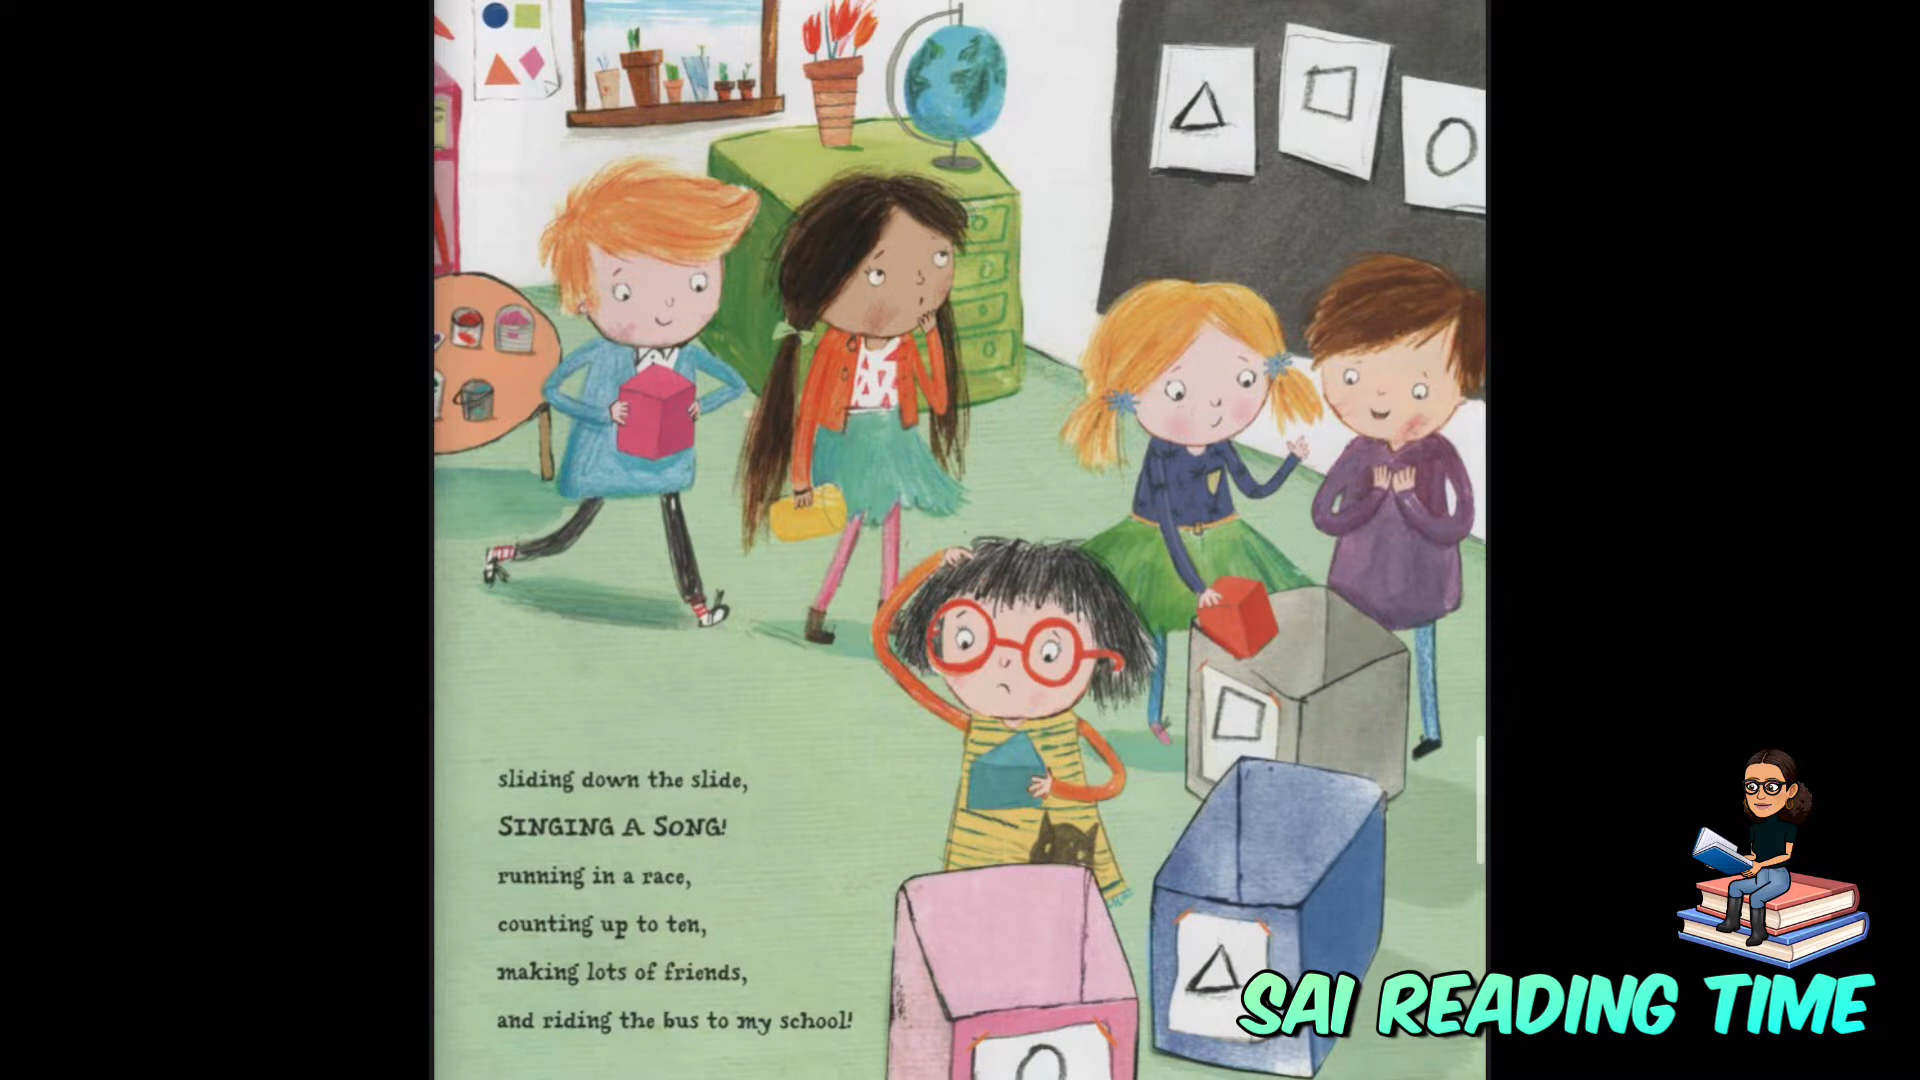 sliding down the slide,
SINGING A SONG!
running in a race,
counting up to ten,
making lots of friends,
and riding the bus to my school!
SAI READING TIME